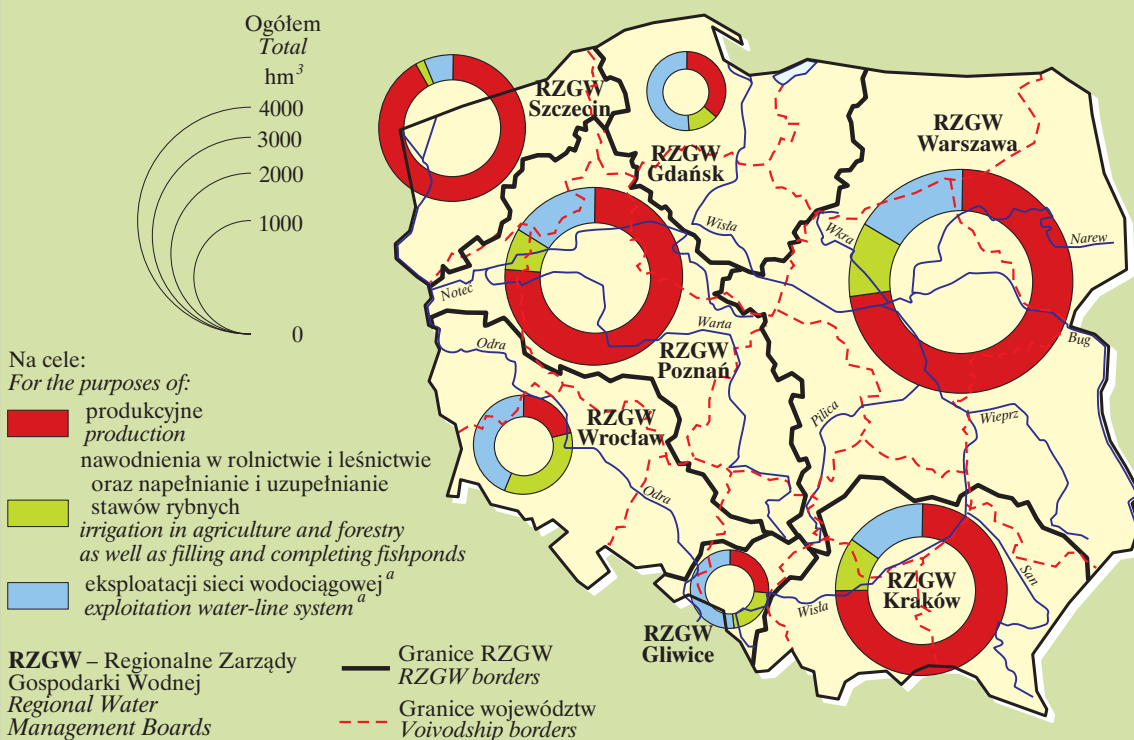 Ogółem
Total
hm³
4000
3000
2000
1000
0
Na cele:
For the purposes of:
produkcyjne
production
nawodnienia w rolnictwie i leśnictwie
oraz napełnianie i uzupełnianie
stawów rybnych
irrigation in agriculture and forestry
as well as filling and completing fishponds
eksploatacji sieci wodociągowej a
exploitation water-line system a
RZGW – Regionalne Zarządy
Gospodarki Wodnej
Regional Water
Management Boards
Granice RZGW
RZGW borders
Granice województw
Voivodship borders
RZGW
Szczecin
RZGW
Gdańsk
RZGW
Warszawa
Wisła
Wkra
Narew
Noteć
Warta
Bug
RZGW
Poznań
Odra
RZGW
Wrocław
Pilica
Wieprz
Odra
RZGW
Kraków
San
Wisła
RZGW
Gliwice